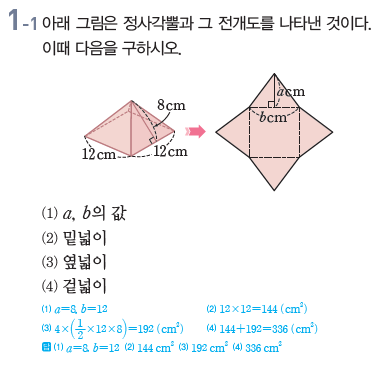 1-1 아래 그림은 정사각뿔과 그 전개도를 나타낸 것이다.
이때 다음을 구하시오.
8cm
12cm
12cm
acm
bcm
(1) a, b의 값
(2) 밑넓이
(3) 옆넓이
(4) 겉넓이
(1) a=8, b=12 (2) 12×12=144 (cm²)
(3) 4×(1/2×12×8)=192 (cm²) (4) 144+192=336 (cm²)
답 (1) a=8, b=12 (2) 144 cm² (3) 192 cm² (4) 336 cm²